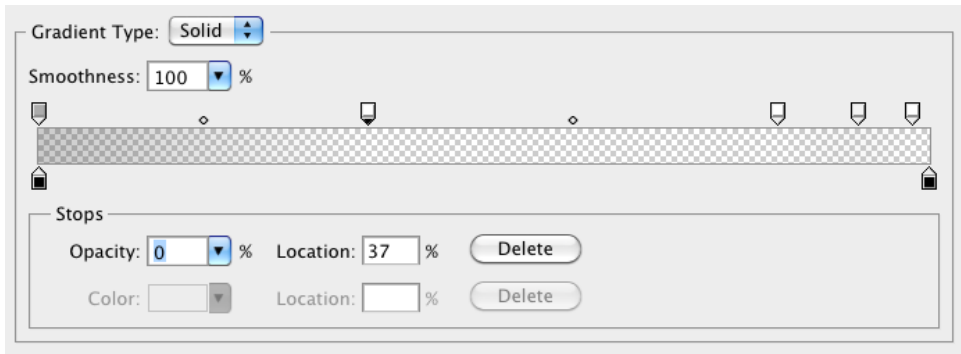 Gradient Type: Solid
Smoothness: 100 %
Stops
Opacity: 0 % Location: 37 % Delete
Color: Location: % Delete